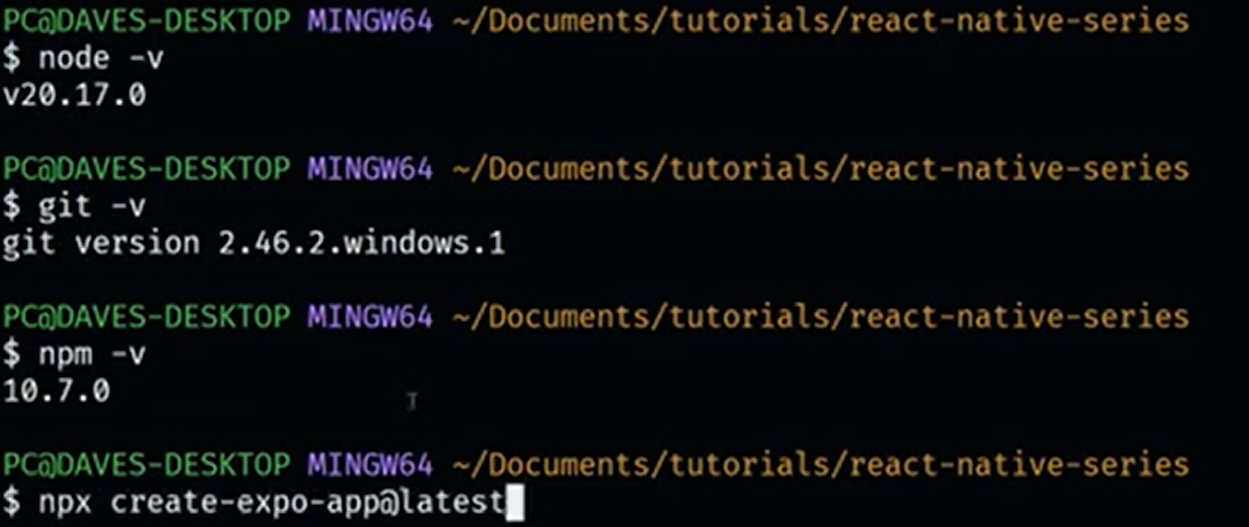 PC@DAVES-DESKTOP MINGW64 ~/Documents/tutorials/react-native-series
$ node -v
v20.17.0
PC@DAVES-DESKTOP MINGW64 ~/Documents/tutorials/react-native-series
$ git -v
git version 2.46.2.windows.1
PC@DAVES-DESKTOP MINGW64 ~/Documents/tutorials/react-native-series
$ npm -v
10.7.0
PC@DAVES-DESKTOP MINGW64 ~/Documents/tutorials/react-native-series
$ npx create-expo-app@latest